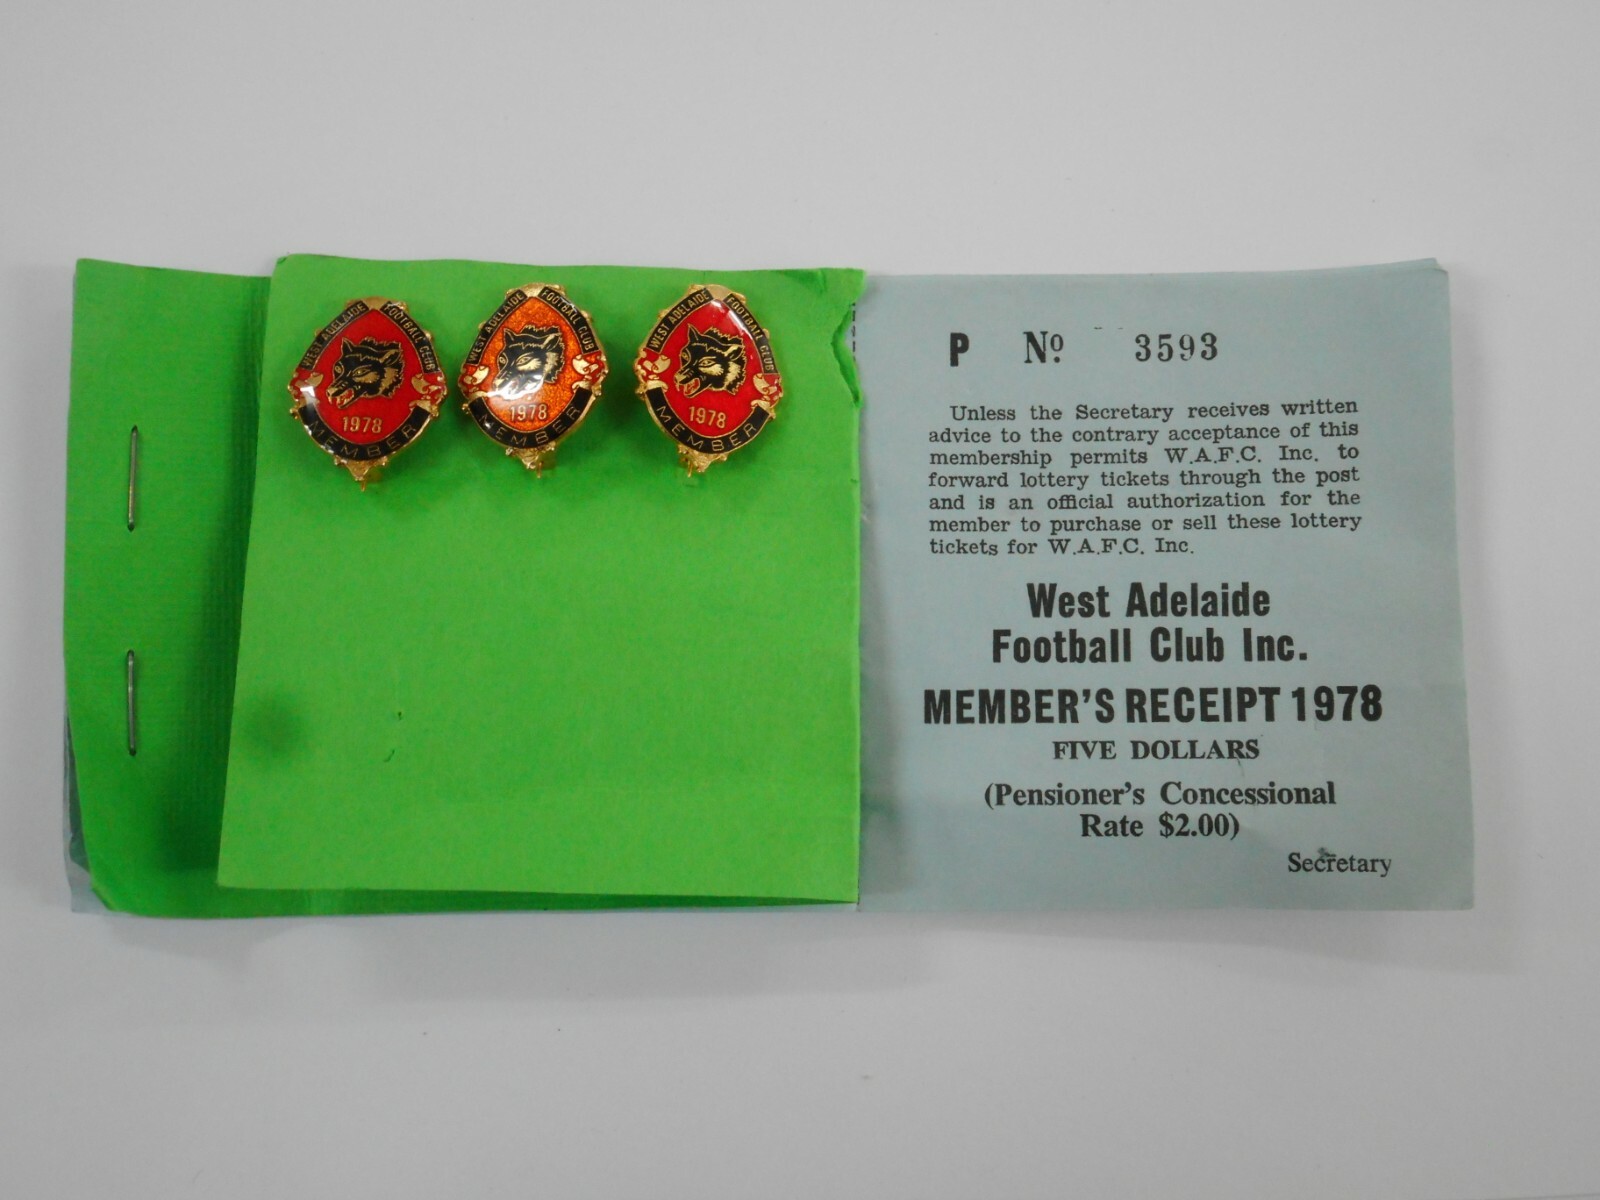 WEST ADELAIDE FOOTBALL CLUB
1978
MEMBER
WEST ADELAIDE FOOTBALL CLUB
1978
MEMBER
WEST ADELAIDE FOOTBALL CLUB
1978
MEMBER
P Nº 3593
Unless the Secretary receives written
advice to the contrary acceptance of this
membership permits W.A.F.C. Inc. to
forward lottery tickets through the post
and is an official authorization for the
member to purchase or sell these lottery
tickets for W.A.F.C. Inc.
West Adelaide
Football Club Inc.
MEMBER'S RECEIPT 1978
FIVE DOLLARS
(Pensioner's Concessional
Rate $2.00)
Secretary